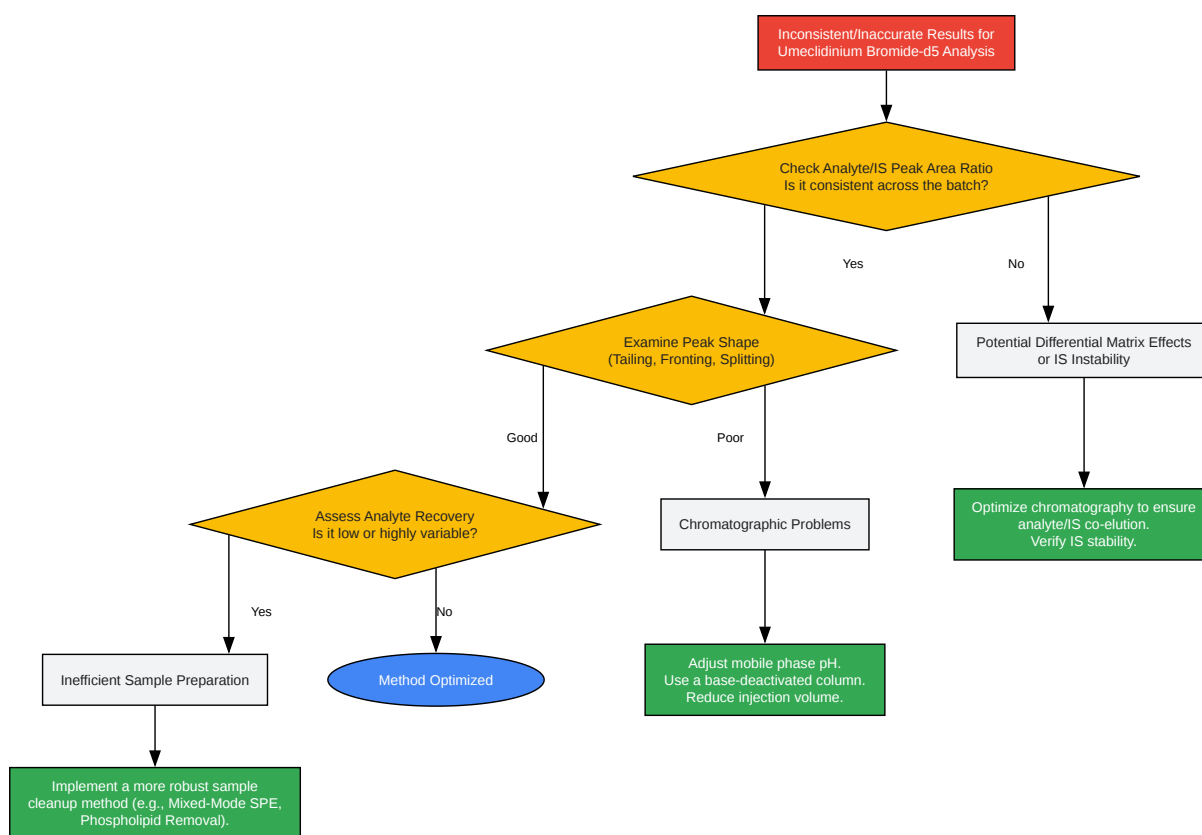 Inconsistent/Inaccurate Results for
Umeclidinium Bromide-d5 Analysis
Check Analyte/IS Peak Area Ratio
Is it consistent across the batch?
Yes
No
Examine Peak Shape
(Tailing, Fronting, Splitting)
Potential Differential Matrix Effects
or IS Instability
Good
Poor
Assess Analyte Recovery
Is it low or highly variable?
Chromatographic Problems
Optimize chromatography to ensure
analyte/IS co-elution.
Verify IS stability.
Yes
No
Inefficient Sample Preparation
Method Optimized
Adjust mobile phase pH.
Use a base-deactivated column.
Reduce injection volume.
Implement a more robust sample
cleanup method (e.g., Mixed-Mode SPE,
Phospholipid Removal).